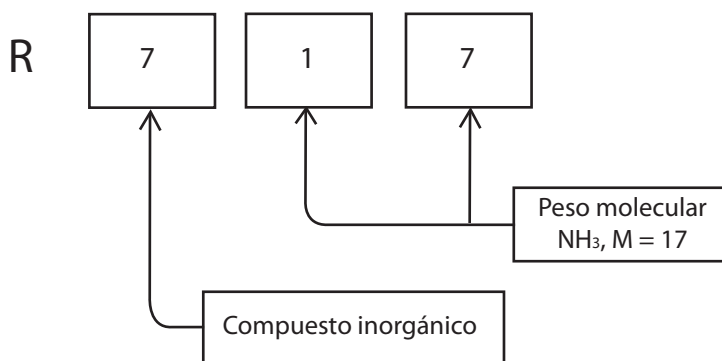 R 7 1 7
Peso molecular
NH₃, M = 17
Compuesto inorgánico